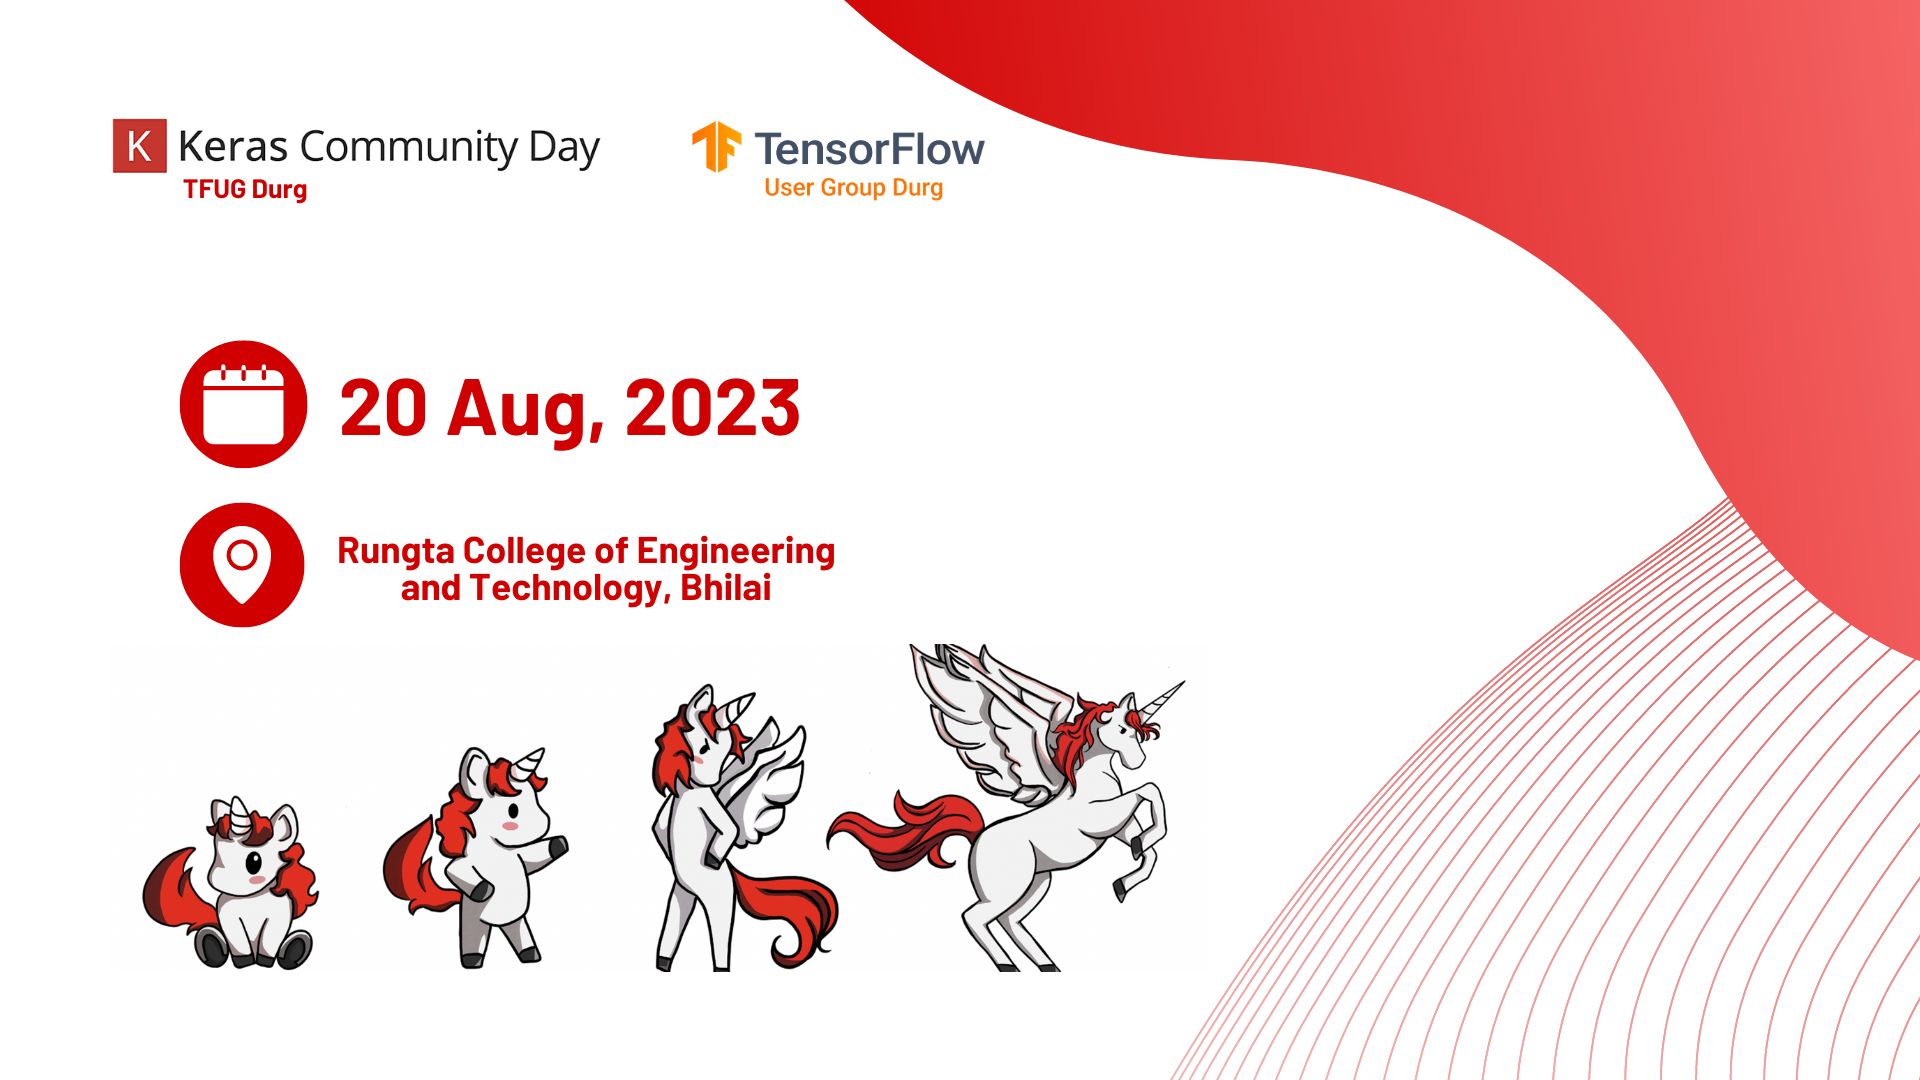 K Keras Community Day
TFUG Durg
TensorFlow
User Group Durg
20 Aug, 2023
Rungta College of Engineering
and Technology, Bhilai